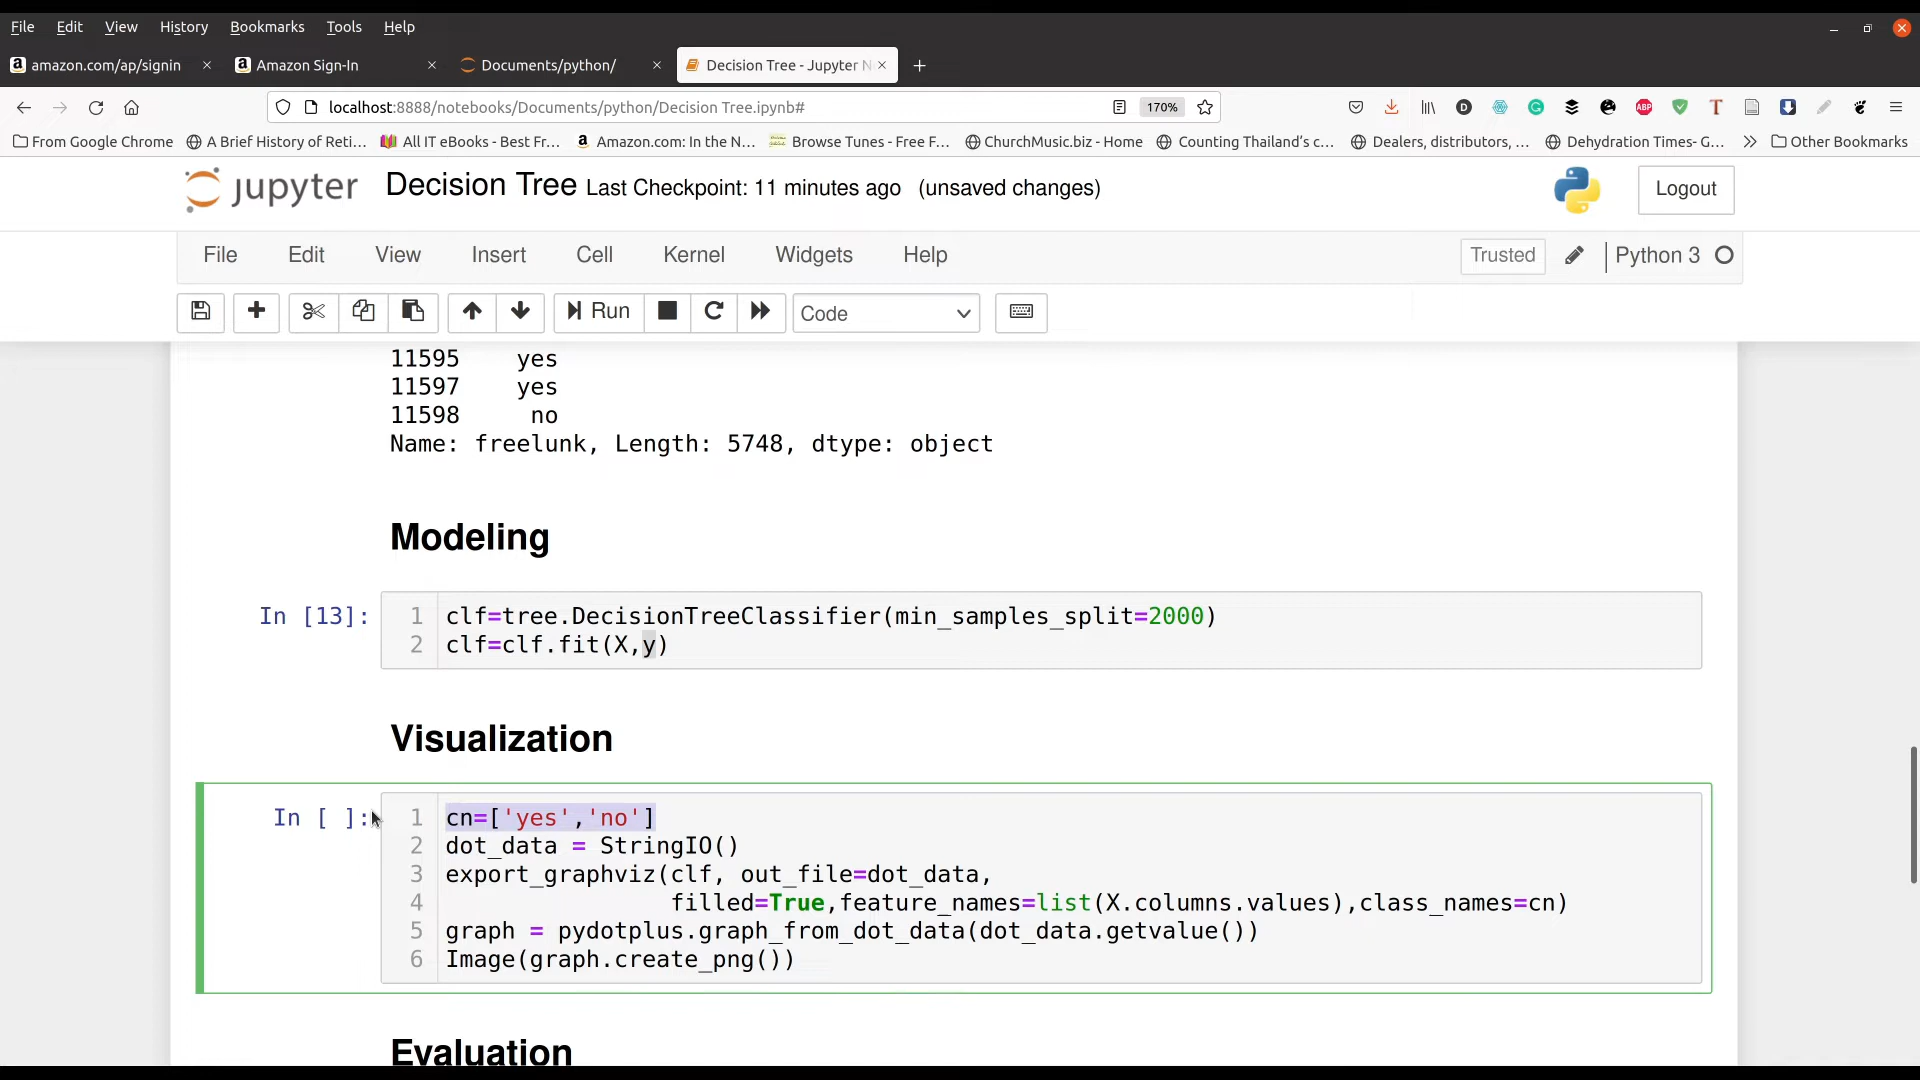 File Edit View History Bookmarks Tools Help
amazon.com/ap/signin × Amazon Sign-In × Documents/python/ × Decision Tree - Jupyter N × +
localhost:8888/notebooks/Documents/python/Decision Tree.ipynb# 170%
From Google Chrome A Brief History of Reti... All IT eBooks - Best Fr... Amazon.com: In the N... Browse Tunes - Free F... ChurchMusic.biz - Home Counting Thailand's c... Dealers, distributors, ... Dehydration Times- G... Other Bookmarks
jupyter Decision Tree Last Checkpoint: 11 minutes ago (unsaved changes) Logout
File Edit View Insert Cell Kernel Widgets Help Trusted Python 3
Run Code
11595 yes
11597 yes
11598 no
Name: freelunk, Length: 5748, dtype: object
Modeling
In [13]: 1 clf=tree.DecisionTreeClassifier(min_samples_split=2000)
2 clf=clf.fit(X,y)
Visualization
In [ ]: 1 cn=['yes','no']
2 dot_data = StringIO()
3 export_graphviz(clf, out_file=dot_data,
4 filled=True,feature_names=list(X.columns.values),class_names=cn)
5 graph = pydotplus.graph_from_dot_data(dot_data.getvalue())
6 Image(graph.create_png())
Evaluation